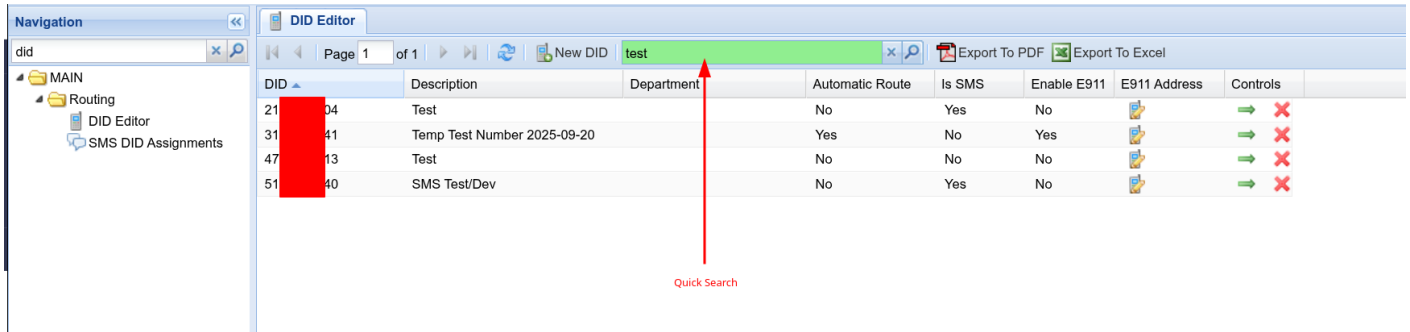 Navigation
DID Editor
did
Page 1 of 1
New DID
test
Export To PDF
Export To Excel
MAIN
Routing
DID Editor
SMS DID Assignments
DID Description Department Automatic Route Is SMS Enable E911 E911 Address Controls
21 04 Test No Yes No
31 41 Temp Test Number 2025-09-20 Yes No Yes
47 13 Test No No No
51 40 SMS Test/Dev No Yes No
Quick Search